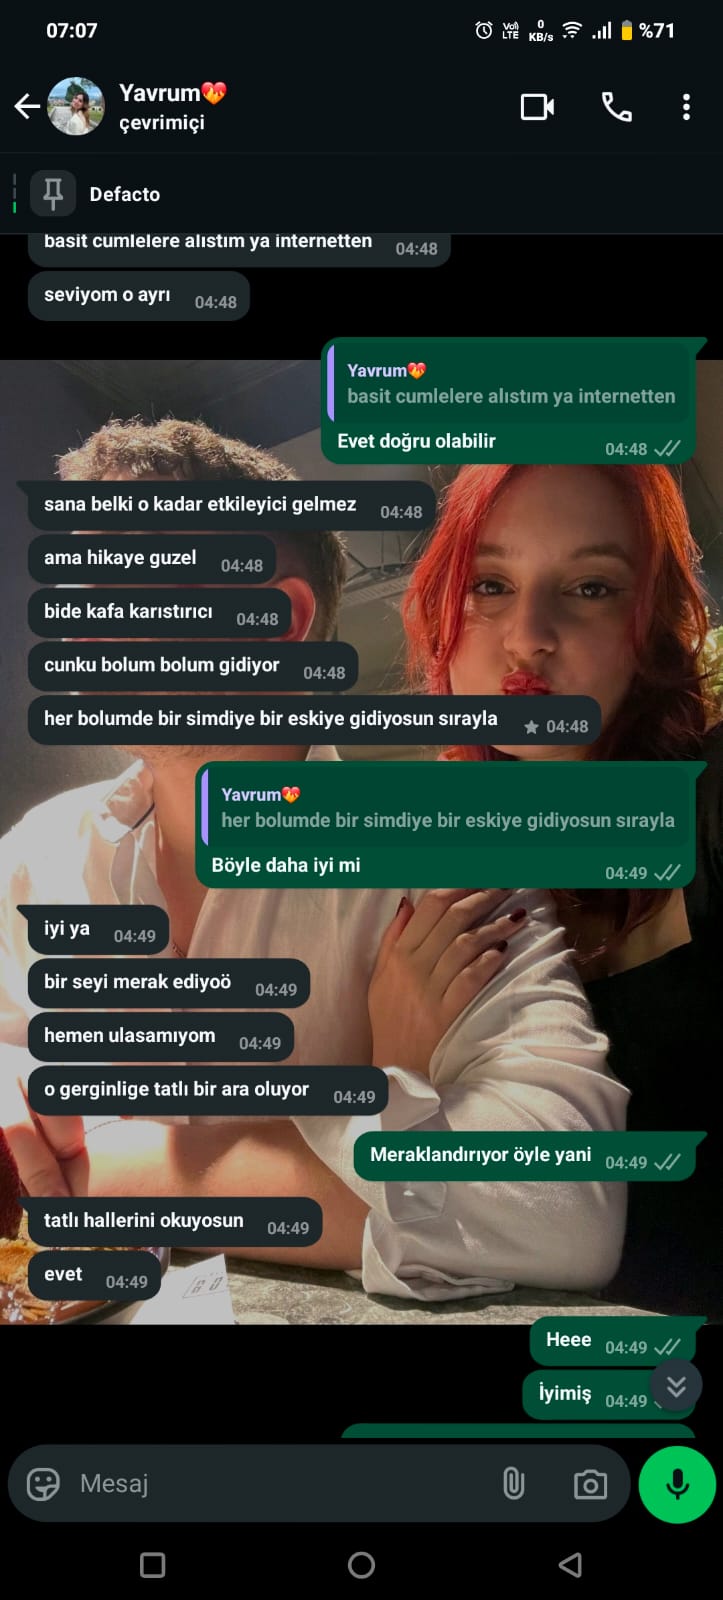 07:07
Vo)) LTE
0 KB/s
%71
Yavrum
çevrimiçi
Defacto
basit cumlelere alıstım ya internetten 04:48
seviyom o ayrı 04:48
Yavrum
basit cumlelere alıstım ya internetten
Evet doğru olabilir 04:48
sana belki o kadar etkileyici gelmez 04:48
ama hikaye guzel 04:48
bide kafa karıstırıcı 04:48
cunku bolum bolum gidiyor 04:48
her bolumde bir simdiye bir eskiye gidiyosun sırayla 04:48
Yavrum
her bolumde bir simdiye bir eskiye gidiyosun sırayla
Böyle daha iyi mi 04:49
iyi ya 04:49
bir seyi merak ediyoö 04:49
hemen ulasamıyom 04:49
o gerginlige tatlı bir ara oluyor 04:49
Meraklandırıyor öyle yani 04:49
tatlı hallerini okuyosun 04:49
evet 04:49
Heee 04:49
İyimiş 04:49
Mesaj